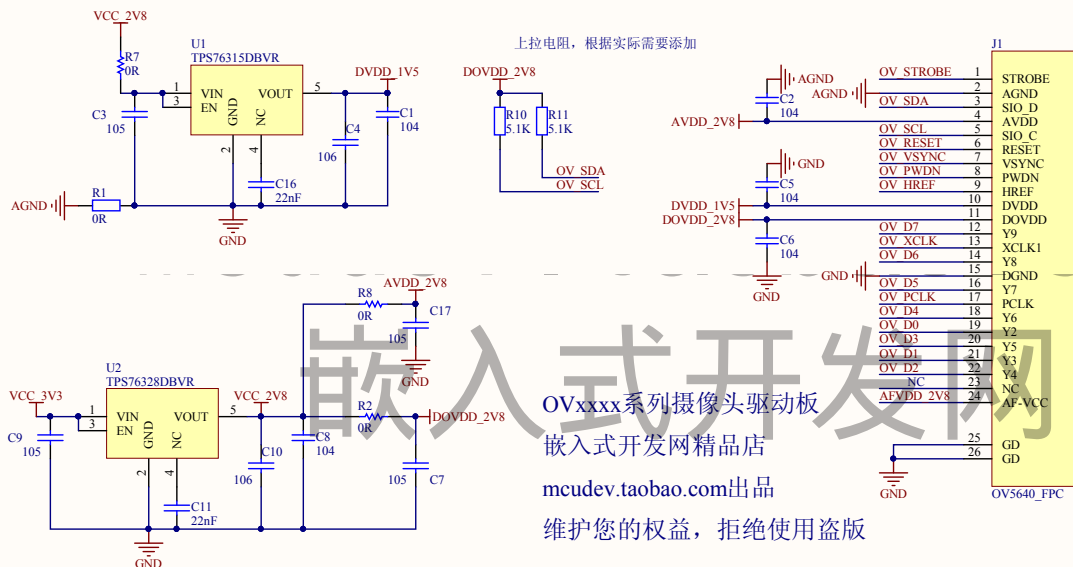 VCC_2V8
R7
0R
U1
TPS76315DBVR
1
3
VIN
EN
GND
NC
VOUT
5
2
4
C3
105
C16
22nF
DVDD_1V5
C4
106
C1
104
AGND
R1
0R
GND
上拉电阻，根据实际需要添加
DOVDD_2V8
R10
5.1K
R11
5.1K
OV_SDA
OV_SCL
AGND
C2
104
AVDD_2V8
GND
C5
104
DVDD_1V5
DOVDD_2V8
C6
104
GND
J1
OV_STROBE 1 STROBE
AGND 2 AGND
OV_SDA 3 SIO_D
4 AVDD
OV_SCL 5 SIO_C
OV_RESET 6 RESET
OV_VSYNC 7 VSYNC
OV_PWDN 8 PWDN
OV_HREF 9 HREF
10 DVDD
11 DOVDD
OV_D7 12 Y9
OV_XCLK 13 XCLK1
OV_D6 14 Y8
GND 15 DGND
OV_D5 16 Y7
OV_PCLK 17 PCLK
OV_D4 18 Y6
OV_D0 19 Y2
OV_D3 20 Y5
OV_D1 21 Y3
OV_D2 22 Y4
NC 23 NC
AFVDD_2V8 24 AF-VCC
25 GD
26 GD
GND
OV5640_FPC
AVDD_2V8
R8
0R
C17
105
GND
U2
TPS76328DBVR
VCC_3V3
1
3
VIN
EN
GND
NC
VOUT
5
2
4
C9
105
C11
22nF
VCC_2V8
C10
106
C8
104
R2
0R
DOVDD_2V8
C7
105
GND
嵌入式开发网
OVxxxx系列摄像头驱动板
嵌入式开发网精品店
mcudev.taobao.com出品
维护您的权益，拒绝使用盗版